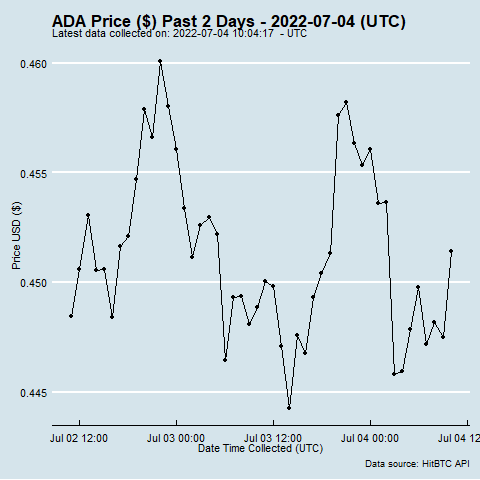 ADA Price ($) Past 2 Days - 2022-07-04 (UTC)
Latest data collected on: 2022-07-04 10:04:17  - UTC
0.460
0.455
0.450
0.445
Price USD ($)
Jul 02 12:00 Jul 03 00:00 Jul 03 12:00 Jul 04 00:00 Jul 04 12
Date Time Collected (UTC)
Data source: HitBTC API